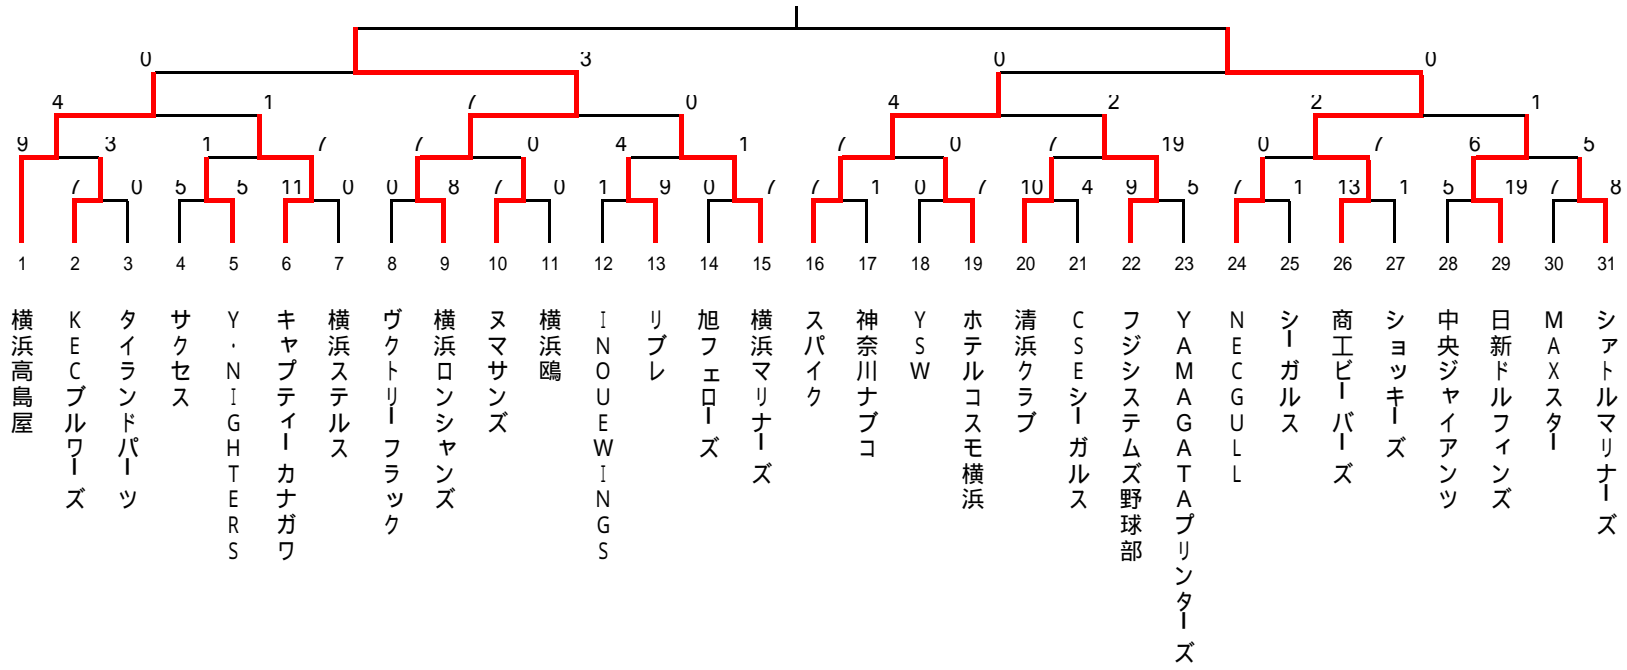 0 3 0 0
4 1 7 0 4 2 2 1
9 3 1 7 7 0 4 1 7 0 7 19 0 7 6 5
7 0 5 5 11 0 0 8 7 0 1 9 0 7 7 1 0 7 10 4 9 5 7 1 13 1 5 19 7 8
1 2 3 4 5 6 7 8 9 10 11 12 13 14 15 16 17 18 19 20 21 22 23 24 25 26 27 28 29 30 31
横浜高島屋
KECブルワーズ
タイランドパーツ
サクセス
Y・NIGHTERS
キャプティーカナガワ
横浜ステルス
ヴクトリーフラック
横浜ロンシャンズ
ヌマサンズ
横浜鴎
INOUEWINGS
リブレ
旭フェローズ
横浜マリナーズ
スパイク
神奈川ナブコ
YSW
ホテルコスモ横浜
清浜クラブ
CSEシーガルス
フジシステムズ野球部
YAMAGATAプリンターズ
NECGULL
シーガルス
商工ビーバーズ
ショッキーズ
中央ジャイアンツ
日新ドルフィンズ
MAXスター
シァトルマリナーズ